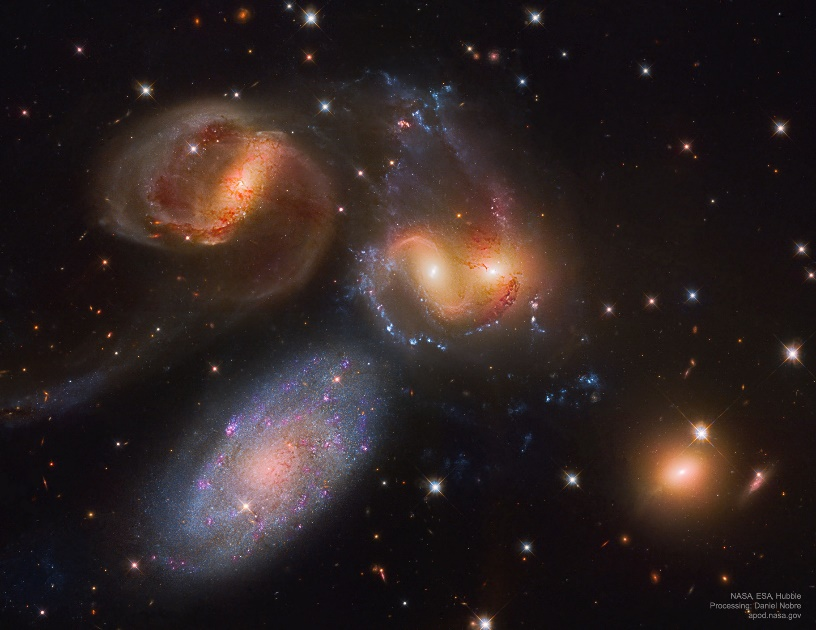 NASA, ESA, Hubble
Processing: Daniel Nobre
apod.nasa.gov